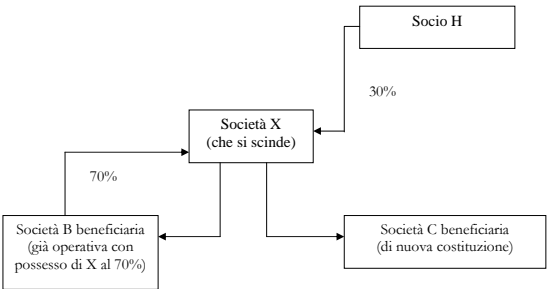 Socio H
30%
Società X
(che si scinde)
70%
Società B beneficiaria
(già operativa con
possesso di X al 70%)
Società C beneficiaria
(di nuova costituzione)